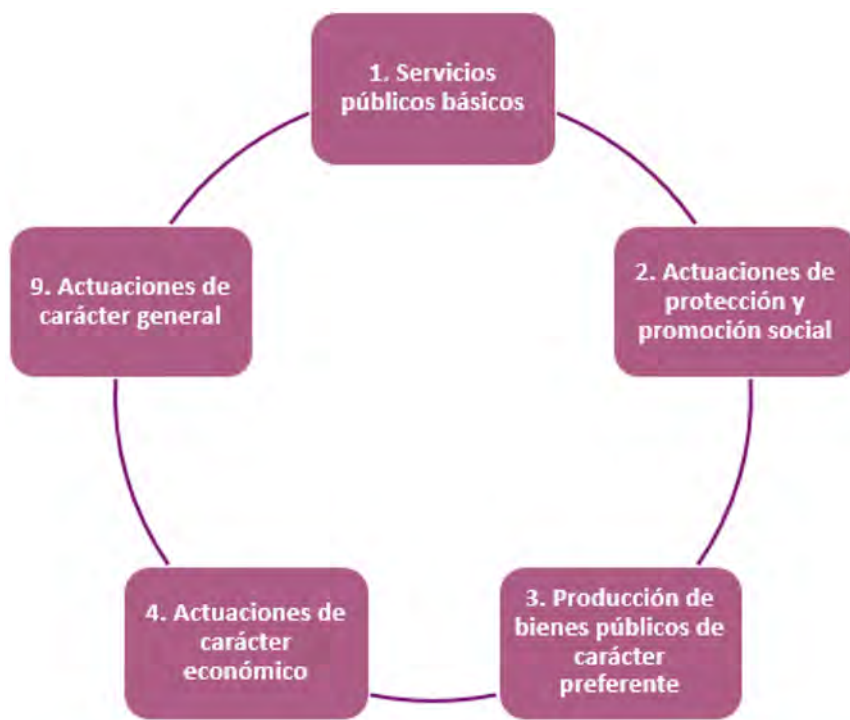 1. Servicios
públicos básicos
2. Actuaciones de
protección y
promoción social
3. Producción de
bienes públicos de
carácter
preferente
4. Actuaciones de
carácter
económico
9. Actuaciones de
carácter general